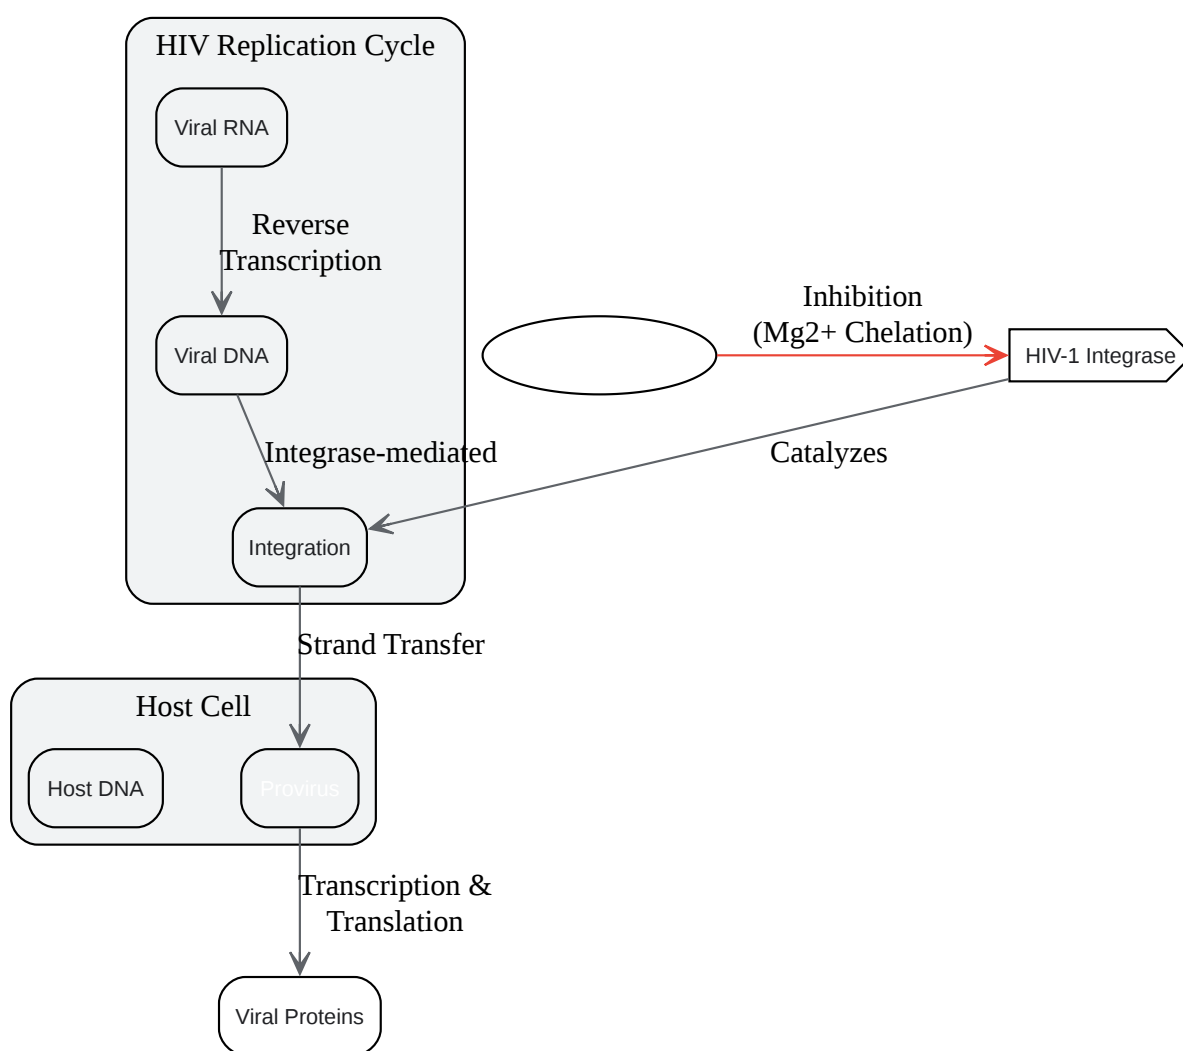 HIV Replication Cycle
Viral RNA
Reverse
Transcription
Viral DNA
Inhibition
(Mg2+ Chelation)
HIV-1 Integrase
Integrase-mediated
Catalyzes
Integration
Strand Transfer
Host Cell
Host DNA
Provirus
Transcription &
Translation
Viral Proteins